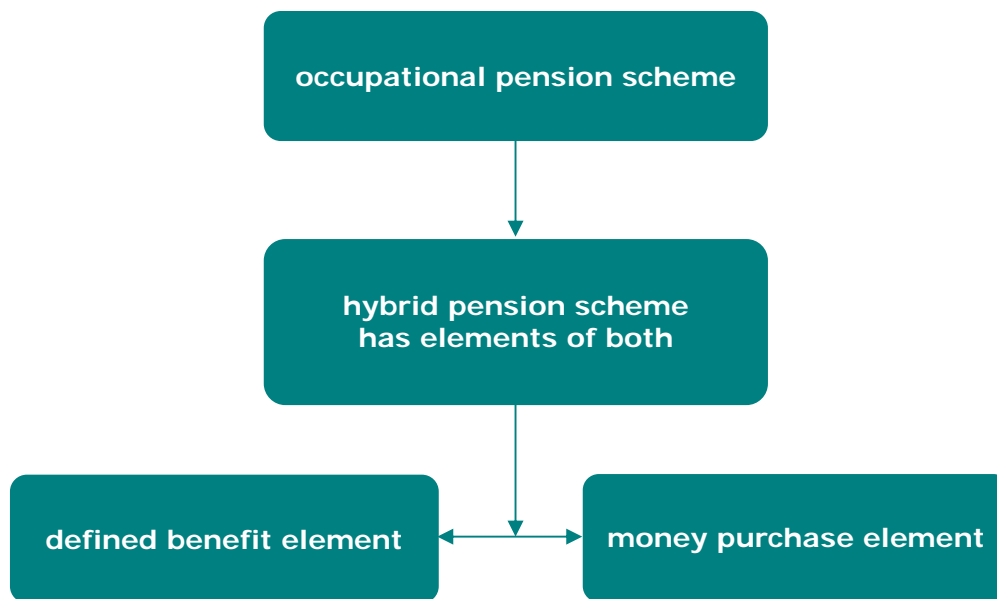 occupational pension scheme
hybrid pension scheme
has elements of both
defined benefit element
money purchase element